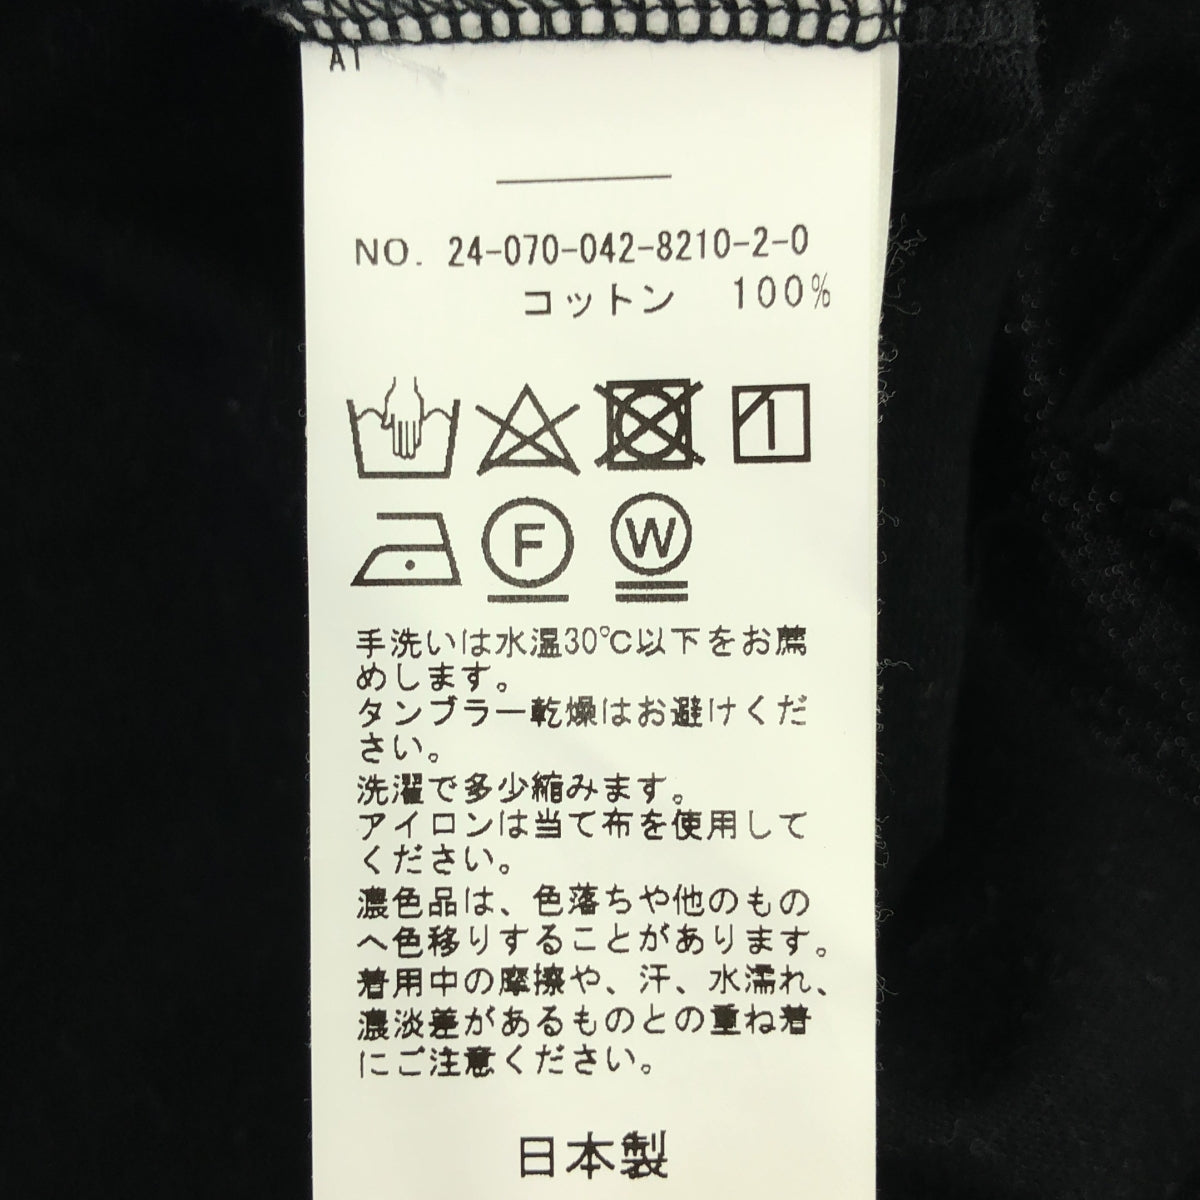 A1
NO. 24-070-042-8210-2-0
コットン 100%
F W
手洗いは水温30℃以下をお薦
めします。
タンブラー乾燥はお避けくだ
さい。
洗濯で多少縮みます。
アイロンは当て布を使用して
ください。
濃色品は、色落ちや他のもの
へ色移りすることがあります。
着用中の摩擦や、汗、水濡れ、
濃淡差があるものとの重ね着
にご注意ください。
日本製